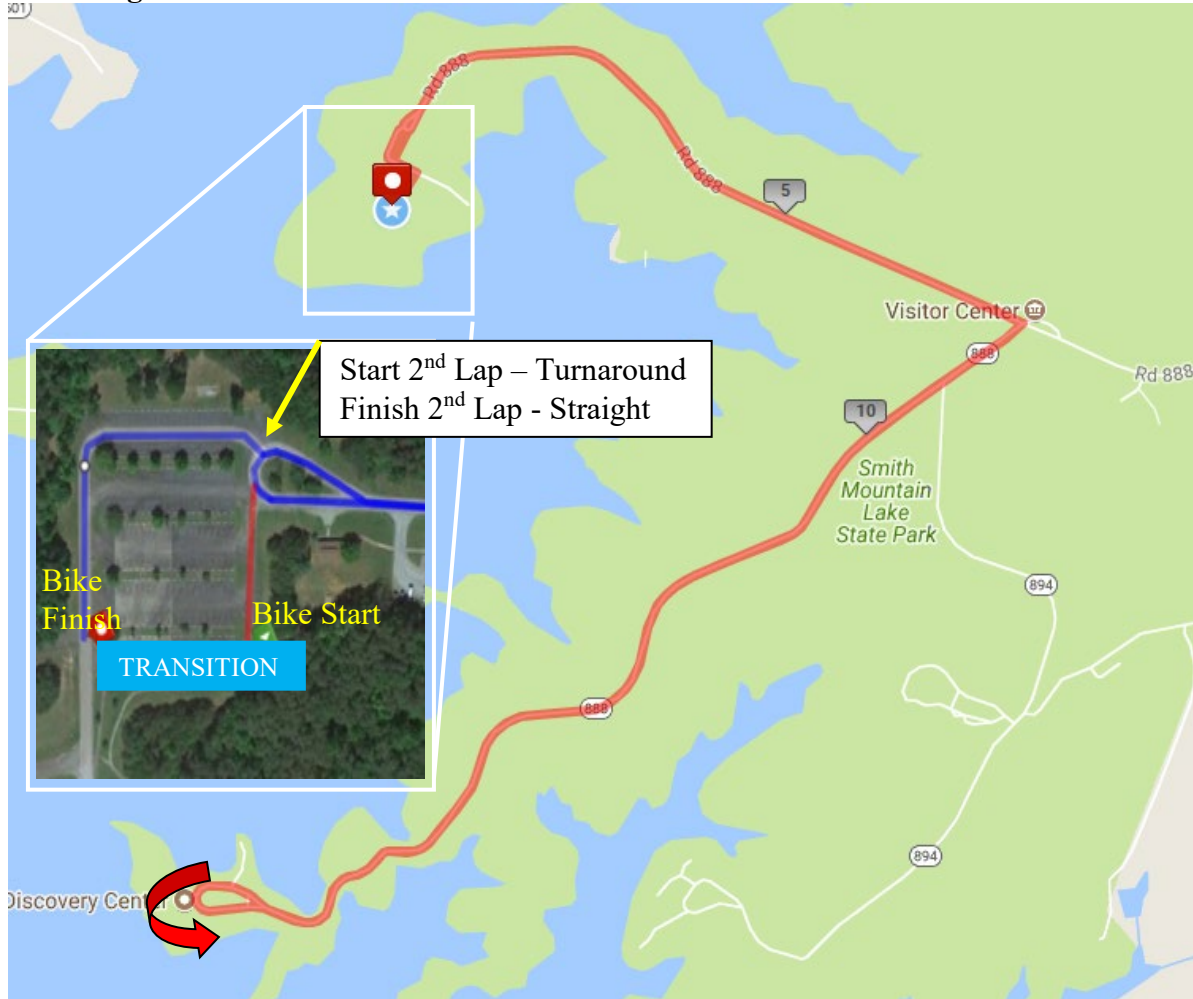 601
Rd 888
Rd 888
5
Visitor Center
888
Rd 888
10
Smith
Mountain
Lake
State Park
894
Start 2nd Lap – Turnaround
Finish 2nd Lap - Straight
Bike
Finish
Bike Start
TRANSITION
888
894
Discovery Center